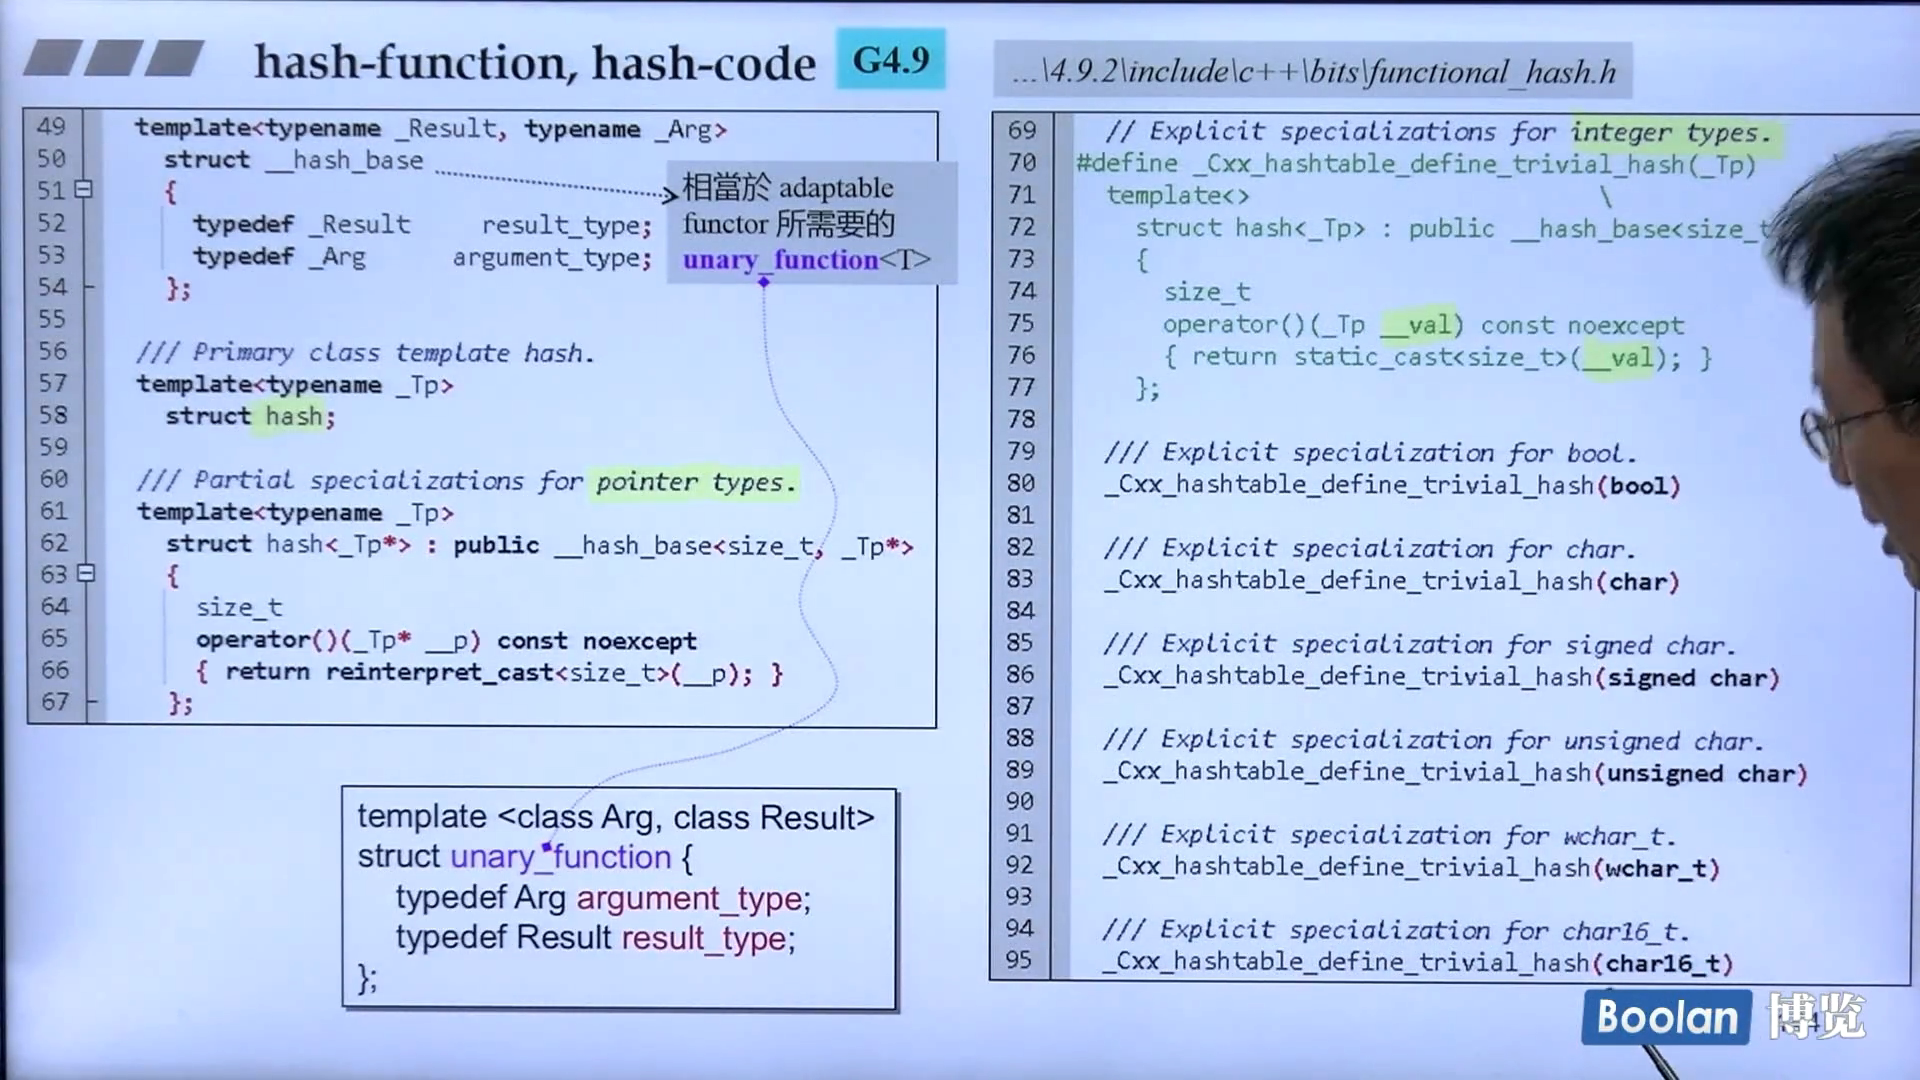 hash-function, hash-code
G4.9
...\4.9.2\include\c++\bits\functional_hash.h
49 template<typename _Result, typename _Arg>
50 struct __hash_base
51 {
52 typedef _Result result_type;
53 typedef _Arg argument_type;
54 };
55
56 /// Primary class template hash.
57 template<typename _Tp>
58 struct hash;
59
60 /// Partial specializations for pointer types.
61 template<typename _Tp>
62 struct hash<_Tp*> : public __hash_base<size_t, _Tp*>
63 {
64 size_t
65 operator()(_Tp* __p) const noexcept
66 { return reinterpret_cast<size_t>(__p); }
67 };
相當於 adaptable
functor 所需要的
unary_function<T>
template <class Arg, class Result>
struct unary_function {
typedef Arg argument_type;
typedef Result result_type;
};
69 // Explicit specializations for integer types.
70 #define _Cxx_hashtable_define_trivial_hash(_Tp) \
71 template<> \
72 struct hash<_Tp> : public __hash_base<size_t
73 {
74 size_t
75 operator()(_Tp __val) const noexcept
76 { return static_cast<size_t>(__val); }
77 };
78
79 /// Explicit specialization for bool.
80 _Cxx_hashtable_define_trivial_hash(bool)
81
82 /// Explicit specialization for char.
83 _Cxx_hashtable_define_trivial_hash(char)
84
85 /// Explicit specialization for signed char.
86 _Cxx_hashtable_define_trivial_hash(signed char)
87
88 /// Explicit specialization for unsigned char.
89 _Cxx_hashtable_define_trivial_hash(unsigned char)
90
91 /// Explicit specialization for wchar_t.
92 _Cxx_hashtable_define_trivial_hash(wchar_t)
93
94 /// Explicit specialization for char16_t.
95 _Cxx_hashtable_define_trivial_hash(char16_t)
Boolan 博览